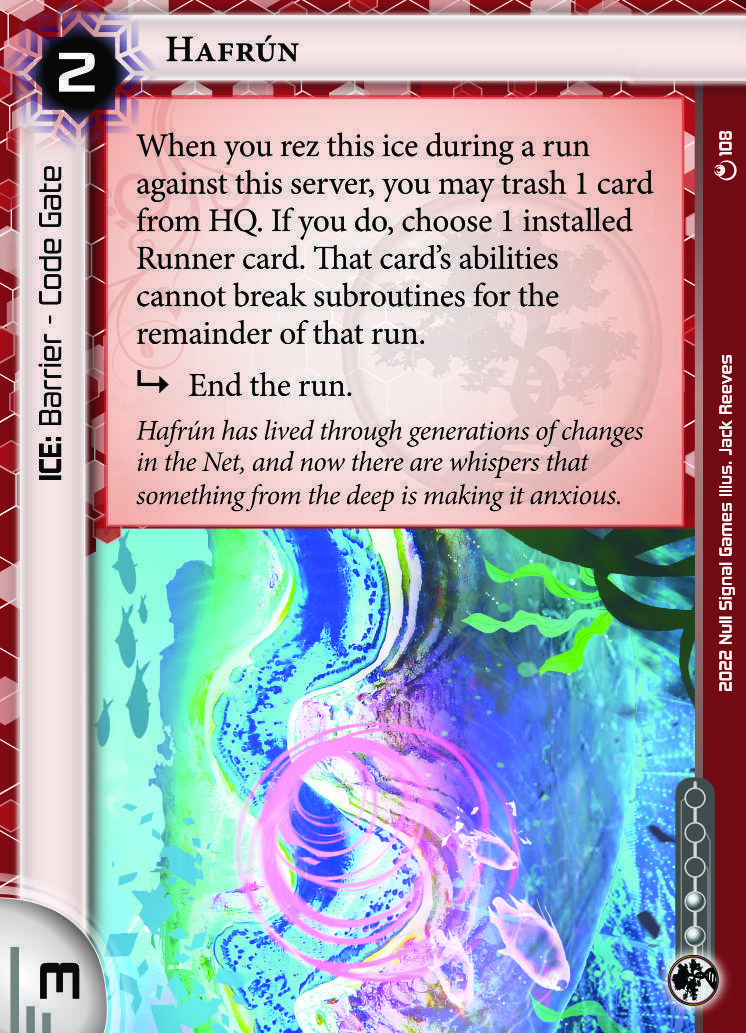 2
HAFRÚN
When you rez this ice during a run
against this server, you may trash 1 card
from HQ. If you do, choose 1 installed
Runner card. That card’s abilities
cannot break subroutines for the
remainder of that run.
↳ End the run.
Hafrún has lived through generations of changes
in the Net, and now there are whispers that
something from the deep is making it anxious.
ICE: Barrier - Code Gate
108
2022 Null Signal Games Illus. Jack Reeves
3